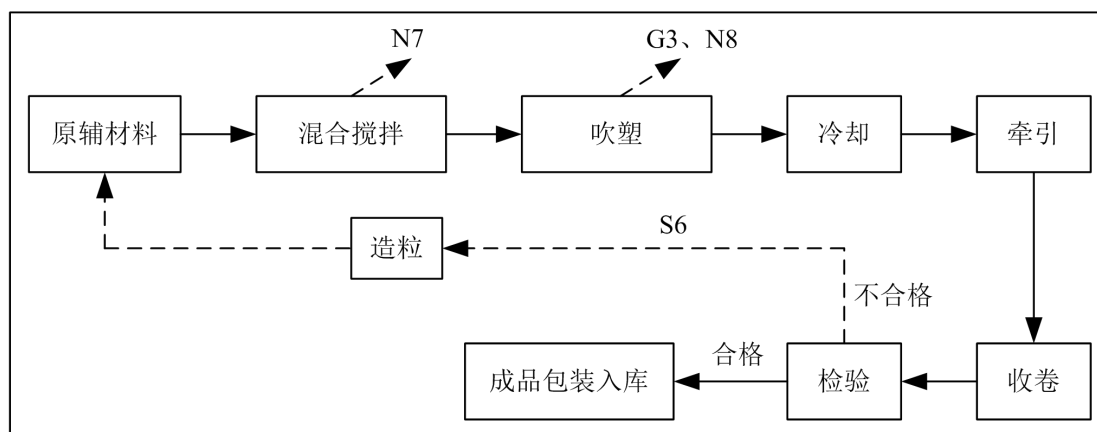 N7
G3、N8
原辅材料
混合搅拌
吹塑
冷却
牵引
造粒
S6
不合格
合格
成品包装入库
检验
收卷